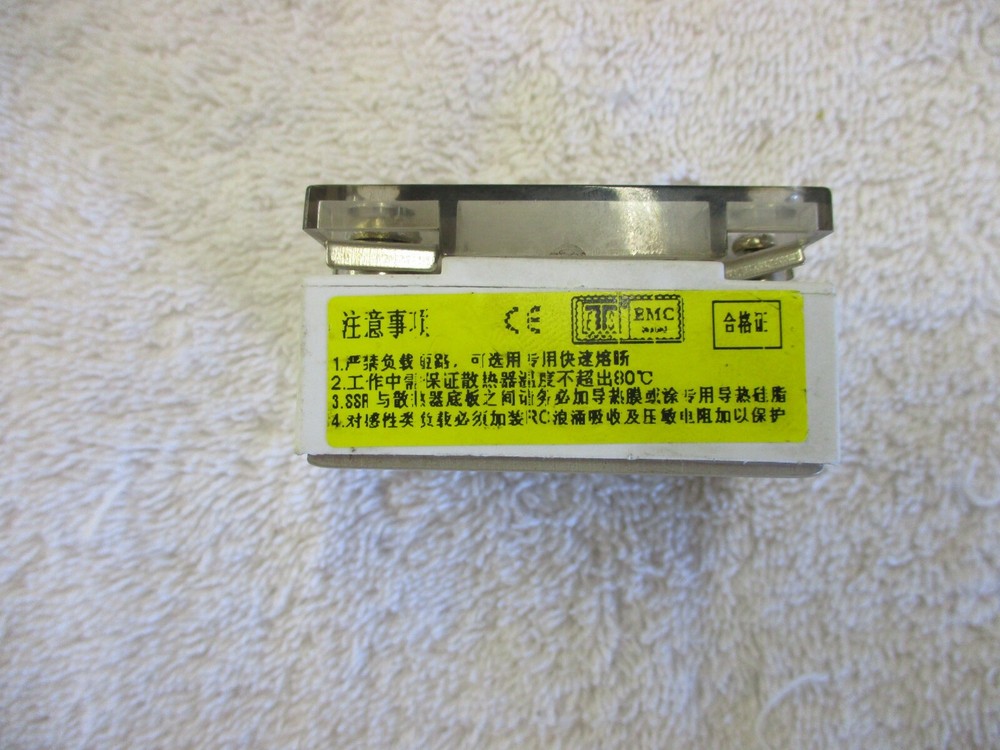 注意事项 CE EMC 合格证
1.严禁负载短路，可选用专用快速熔断
2.工作中需保证散热器温度不超出80℃
3.SSR与散热器底板之间请务必加导热膜或涂专用导热硅脂
4.对感性类负载必须加装RC浪涌吸收及压敏电阻加以保护